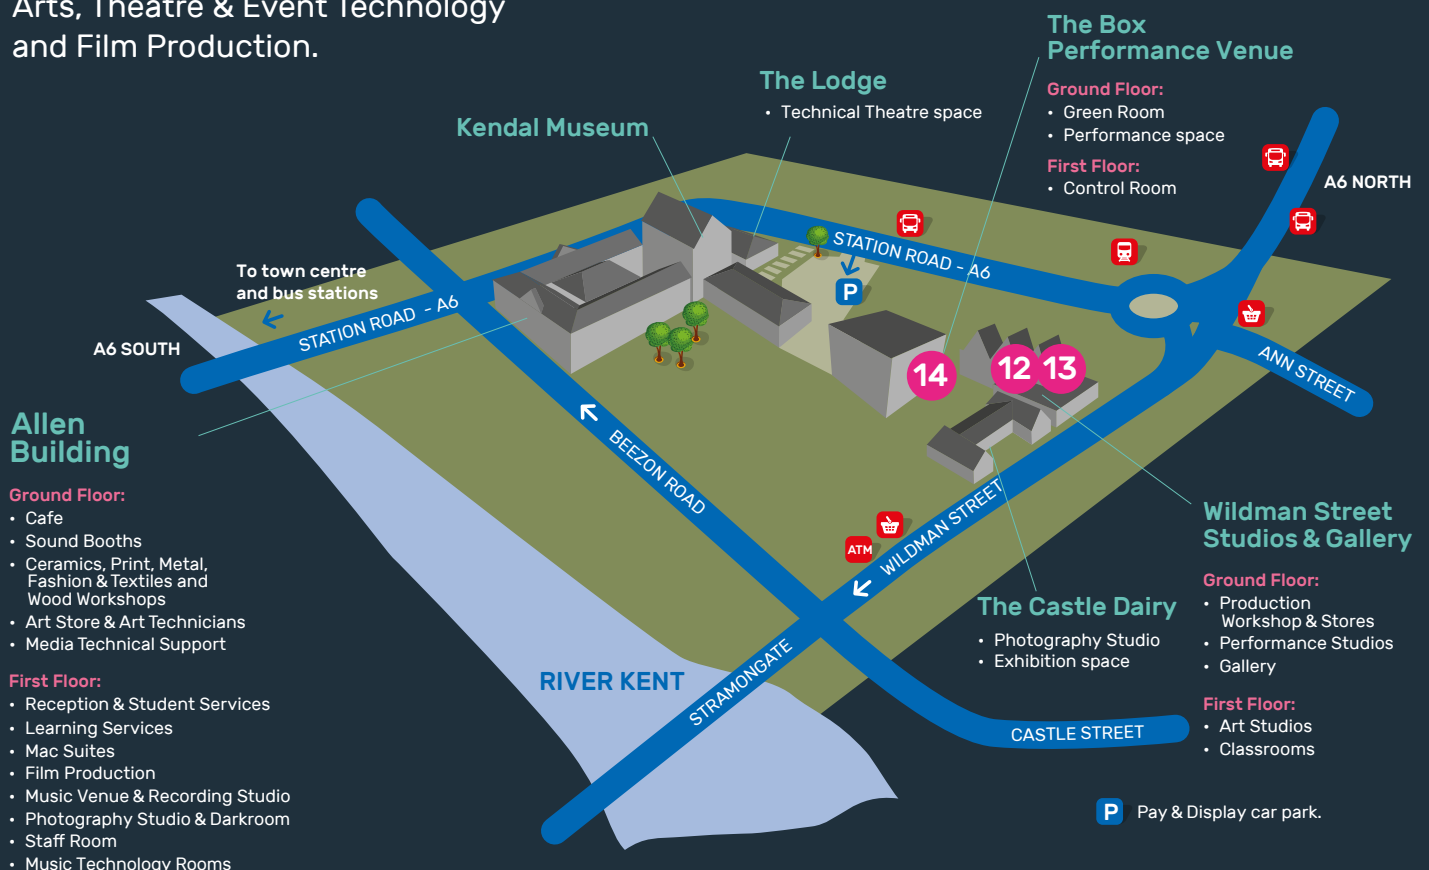 Arts, Theatre & Event Technology
and Film Production.
The Box
Performance Venue
Ground Floor:
• Green Room
• Performance space
First Floor:
• Control Room
The Lodge
• Technical Theatre space
Kendal Museum
A6 NORTH
STATION ROAD - A6
P
To town centre
and bus stations
STATION ROAD - A6
A6 SOUTH
ANN STREET
14
12
13
BEEZON ROAD
WILDMAN STREET
ATM
Allen
Building
Ground Floor:
• Cafe
• Sound Booths
• Ceramics, Print, Metal,
Fashion & Textiles and
Wood Workshops
• Art Store & Art Technicians
• Media Technical Support
First Floor:
• Reception & Student Services
• Learning Services
• Mac Suites
• Film Production
• Music Venue & Recording Studio
• Photography Studio & Darkroom
• Staff Room
• Music Technology Rooms
RIVER KENT
STRAMONGATE
The Castle Dairy
• Photography Studio
• Exhibition space
CASTLE STREET
Wildman Street
Studios & Gallery
Ground Floor:
• Production
Workshop & Stores
• Performance Studios
• Gallery
First Floor:
• Art Studios
• Classrooms
P Pay & Display car park.